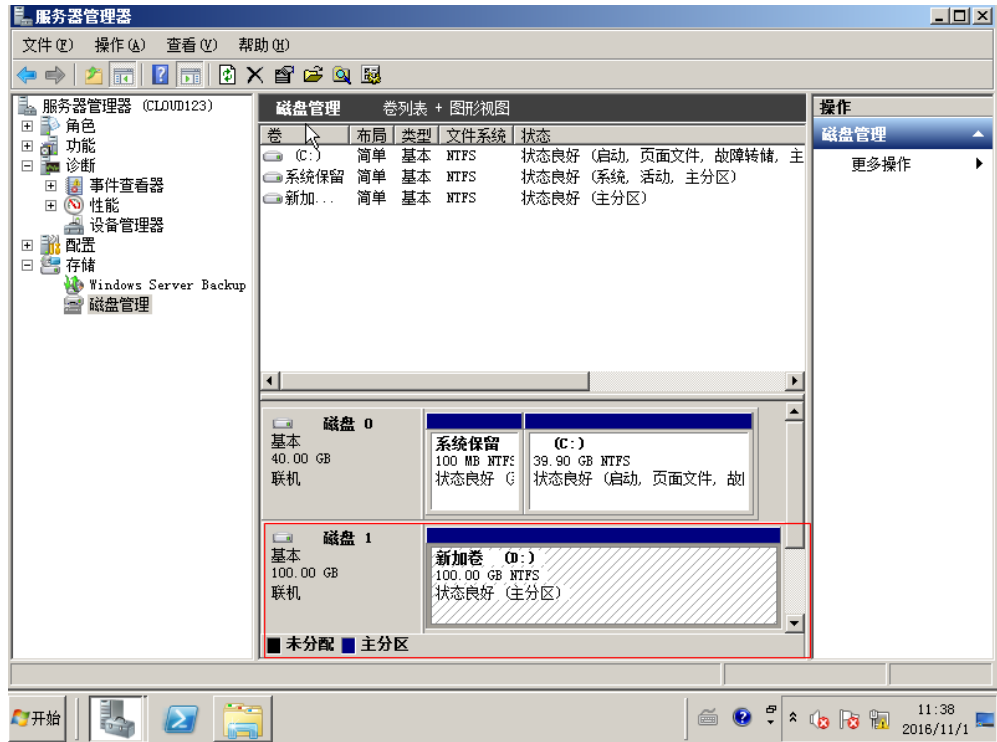 服务器管理器
文件(F) 操作(A) 查看(V) 帮助(H)
服务器管理器 (CLOUD123)
角色
功能
诊断
事件查看器
性能
设备管理器
配置
存储
Windows Server Backup
磁盘管理
磁盘管理 卷列表 + 图形视图
卷 布局 类型 文件系统 状态
(C:) 简单 基本 NTFS 状态良好 (启动, 页面文件, 故障转储, 主
系统保留 简单 基本 NTFS 状态良好 (系统, 活动, 主分区)
新加... 简单 基本 NTFS 状态良好 (主分区)
磁盘 0
基本
40.00 GB
联机
系统保留
100 MB NTFS
状态良好 (
(C:)
39.90 GB NTFS
状态良好 (启动, 页面文件, 故
磁盘 1
基本
100.00 GB
联机
新加卷 (D:)
100.00 GB NTFS
状态良好 (主分区)
未分配 主分区
操作
磁盘管理
更多操作
开始
11:38
2016/11/1